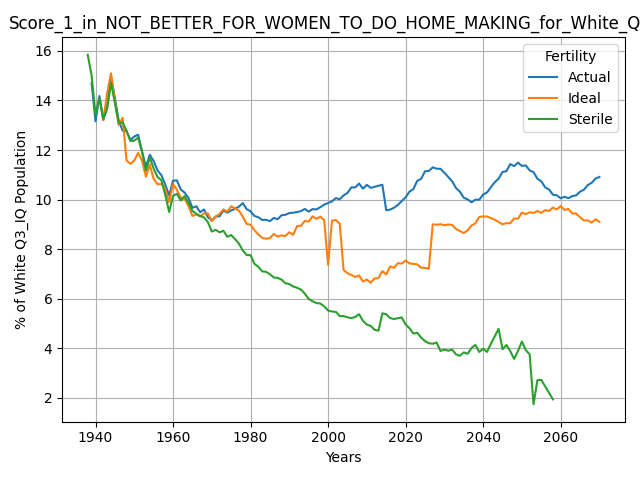 Score_1_in_NOT_BETTER_FOR_WOMEN_TO_DO_HOME_MAKING_for_White_Q
16
14
12
10
8
6
4
2
% of White Q3_IQ Population
Fertility
Actual
Ideal
Sterile
1940
1960
1980
2000
2020
2040
2060
Years